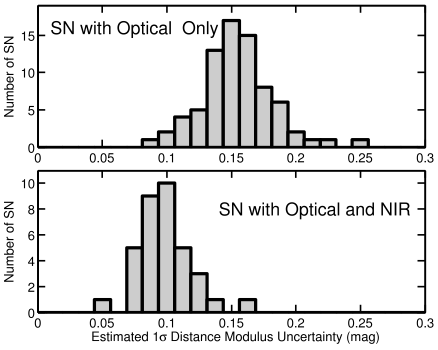 SN with Optical Only
Number of SN
15
10
5
0
0 0.05 0.1 0.15 0.2 0.25 0.3
SN with Optical and NIR
Number of SN
10
8
6
4
2
0
0 0.05 0.1 0.15 0.2 0.25 0.3
Estimated 1σ Distance Modulus Uncertainty (mag)